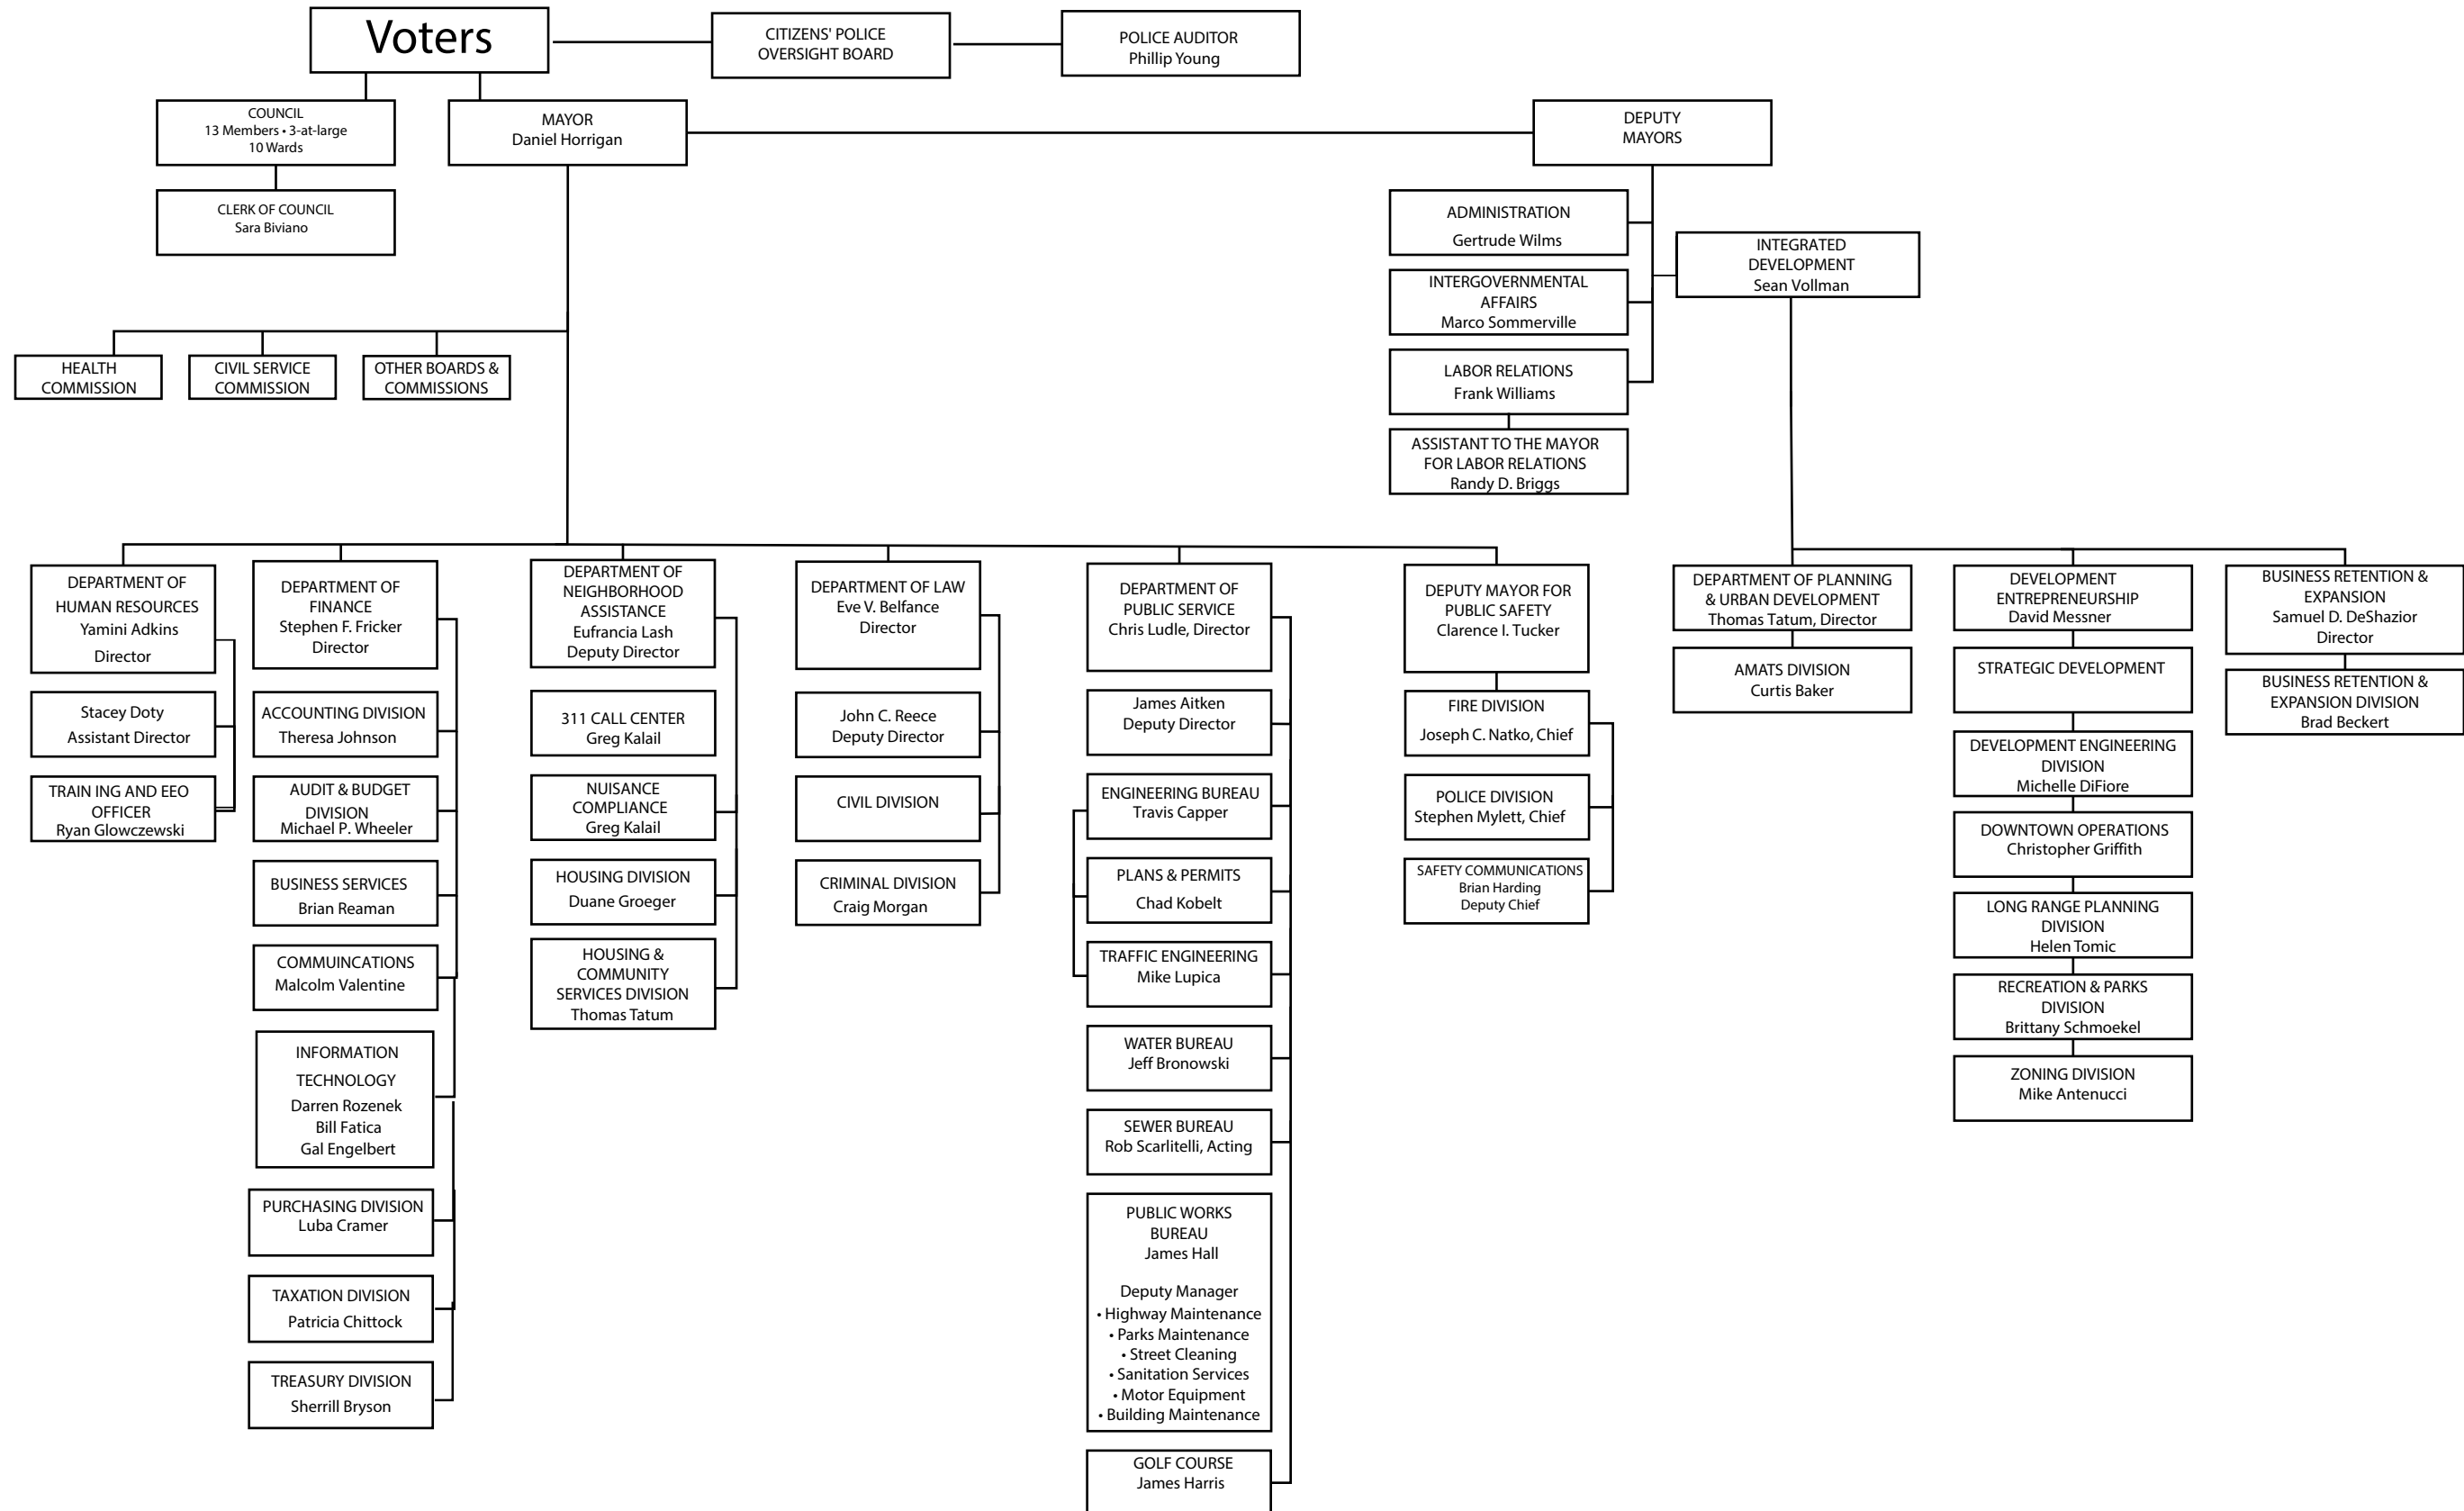 Voters
CITIZENS' POLICE
OVERSIGHT BOARD
POLICE AUDITOR
Phillip Young
COUNCIL
13 Members • 3-at-large
10 Wards
MAYOR
Daniel Horrigan
DEPUTY
MAYORS
CLERK OF COUNCIL
Sara Biviano
ADMINISTRATION
Gertrude Wilms
INTEGRATED
DEVELOPMENT
Sean Vollman
INTERGOVERNMENTAL
AFFAIRS
Marco Sommerville
LABOR RELATIONS
Frank Williams
ASSISTANT TO THE MAYOR
FOR LABOR RELATIONS
Randy D. Briggs
HEALTH
COMMISSION
CIVIL SERVICE
COMMISSION
OTHER BOARDS &
COMMISSIONS
DEPARTMENT OF
HUMAN RESOURCES
Yamini Adkins
Director
Stacey Doty
Assistant Director
TRAIN ING AND EEO
OFFICER
Ryan Glowczewski
DEPARTMENT OF
FINANCE
Stephen F. Fricker
Director
ACCOUNTING DIVISION
Theresa Johnson
AUDIT & BUDGET
DIVISION
Michael P. Wheeler
BUSINESS SERVICES
Brian Reaman
COMMUINCATIONS
Malcolm Valentine
INFORMATION
TECHNOLOGY
Darren Rozenek
Bill Fatica
Gal Engelbert
PURCHASING DIVISION
Luba Cramer
TAXATION DIVISION
Patricia Chittock
TREASURY DIVISION
Sherrill Bryson
DEPARTMENT OF
NEIGHBORHOOD
ASSISTANCE
Eufrancia Lash
Deputy Director
311 CALL CENTER
Greg Kalail
NUISANCE
COMPLIANCE
Greg Kalail
HOUSING DIVISION
Duane Groeger
HOUSING &
COMMUNITY
SERVICES DIVISION
Thomas Tatum
DEPARTMENT OF LAW
Eve V. Belfance
Director
John C. Reece
Deputy Director
CIVIL DIVISION
CRIMINAL DIVISION
Craig Morgan
DEPARTMENT OF
PUBLIC SERVICE
Chris Ludle, Director
James Aitken
Deputy Director
ENGINEERING BUREAU
Travis Capper
PLANS & PERMITS
Chad Kobelt
TRAFFIC ENGINEERING
Mike Lupica
WATER BUREAU
Jeff Bronowski
SEWER BUREAU
Rob Scarlitelli, Acting
PUBLIC WORKS
BUREAU
James Hall
Deputy Manager
• Highway Maintenance
• Parks Maintenance
• Street Cleaning
• Sanitation Services
• Motor Equipment
• Building Maintenance
GOLF COURSE
James Harris
DEPUTY MAYOR FOR
PUBLIC SAFETY
Clarence I. Tucker
FIRE DIVISION
Joseph C. Natko, Chief
POLICE DIVISION
Stephen Mylett, Chief
SAFETY COMMUNICATIONS
Brian Harding
Deputy Chief
DEPARTMENT OF PLANNING
& URBAN DEVELOPMENT
Thomas Tatum, Director
AMATS DIVISION
Curtis Baker
DEVELOPMENT
ENTREPRENEURSHIP
David Messner
STRATEGIC DEVELOPMENT
DEVELOPMENT ENGINEERING
DIVISION
Michelle DiFiore
DOWNTOWN OPERATIONS
Christopher Griffith
LONG RANGE PLANNING
DIVISION
Helen Tomic
RECREATION & PARKS
DIVISION
Brittany Schmoekel
ZONING DIVISION
Mike Antenucci
BUSINESS RETENTION &
EXPANSION
Samuel D. DeShazior
Director
BUSINESS RETENTION &
EXPANSION DIVISION
Brad Beckert